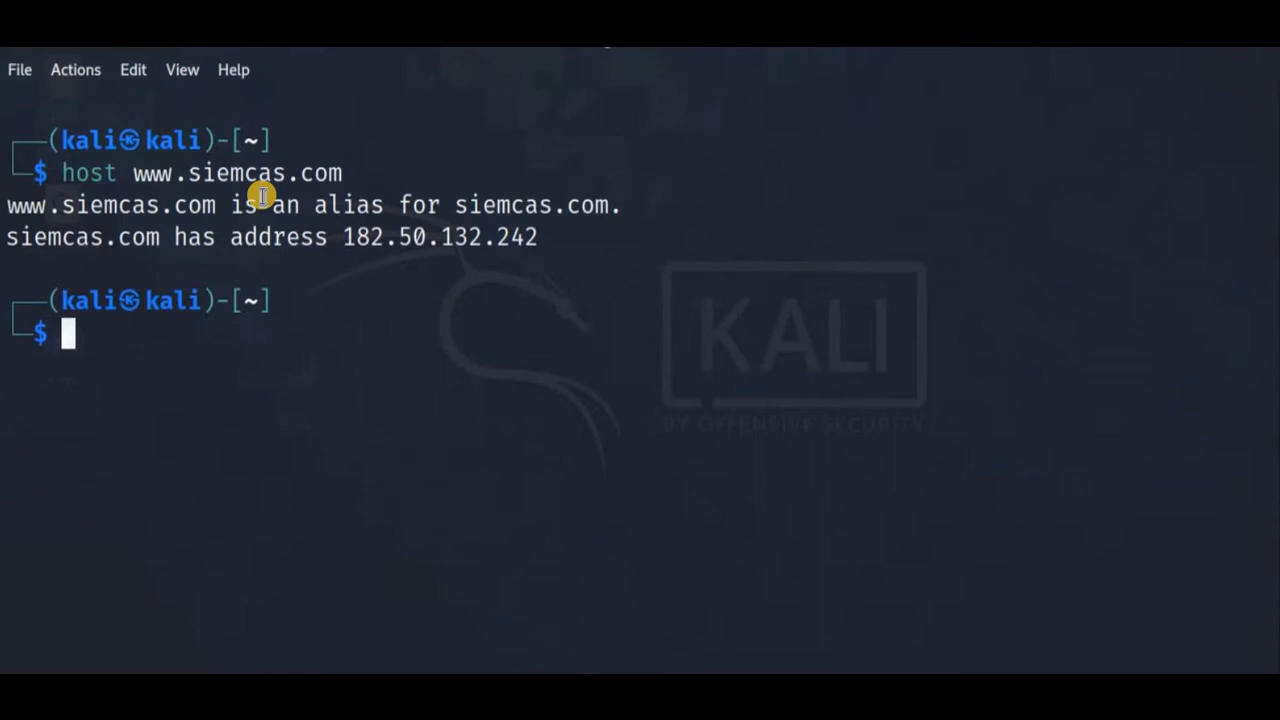 File Actions Edit View Help
┌──(kali㉿kali)-[~]
└─$ host www.siemcas.com
www.siemcas.com is an alias for siemcas.com.
siemcas.com has address 182.50.132.242
┌──(kali㉿kali)-[~]
└─$
KALI
BY OFFENSIVE SECURITY